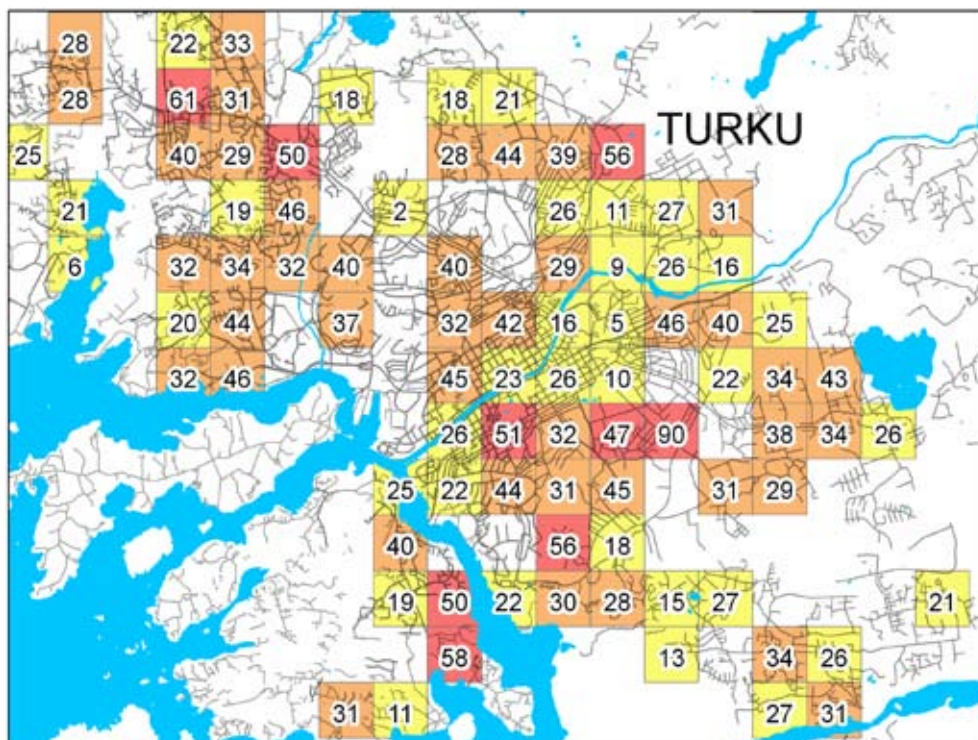 28 22 33
28 61 31 18 18 21
TURKU
25 40 29 50 28 44 39 56
21 19 46 2 26 11 27 31
6 32 34 32 40 40 29 9 26 16
20 44 37 32 42 16 5 46 40 25
32 46 45 23 26 10 22 34 43
26 51 32 47 90 38 34 26
25 22 44 31 45 31 29
40 56 18
19 50 22 30 28 15 27 21
58 13 34 26
31 11 27 31